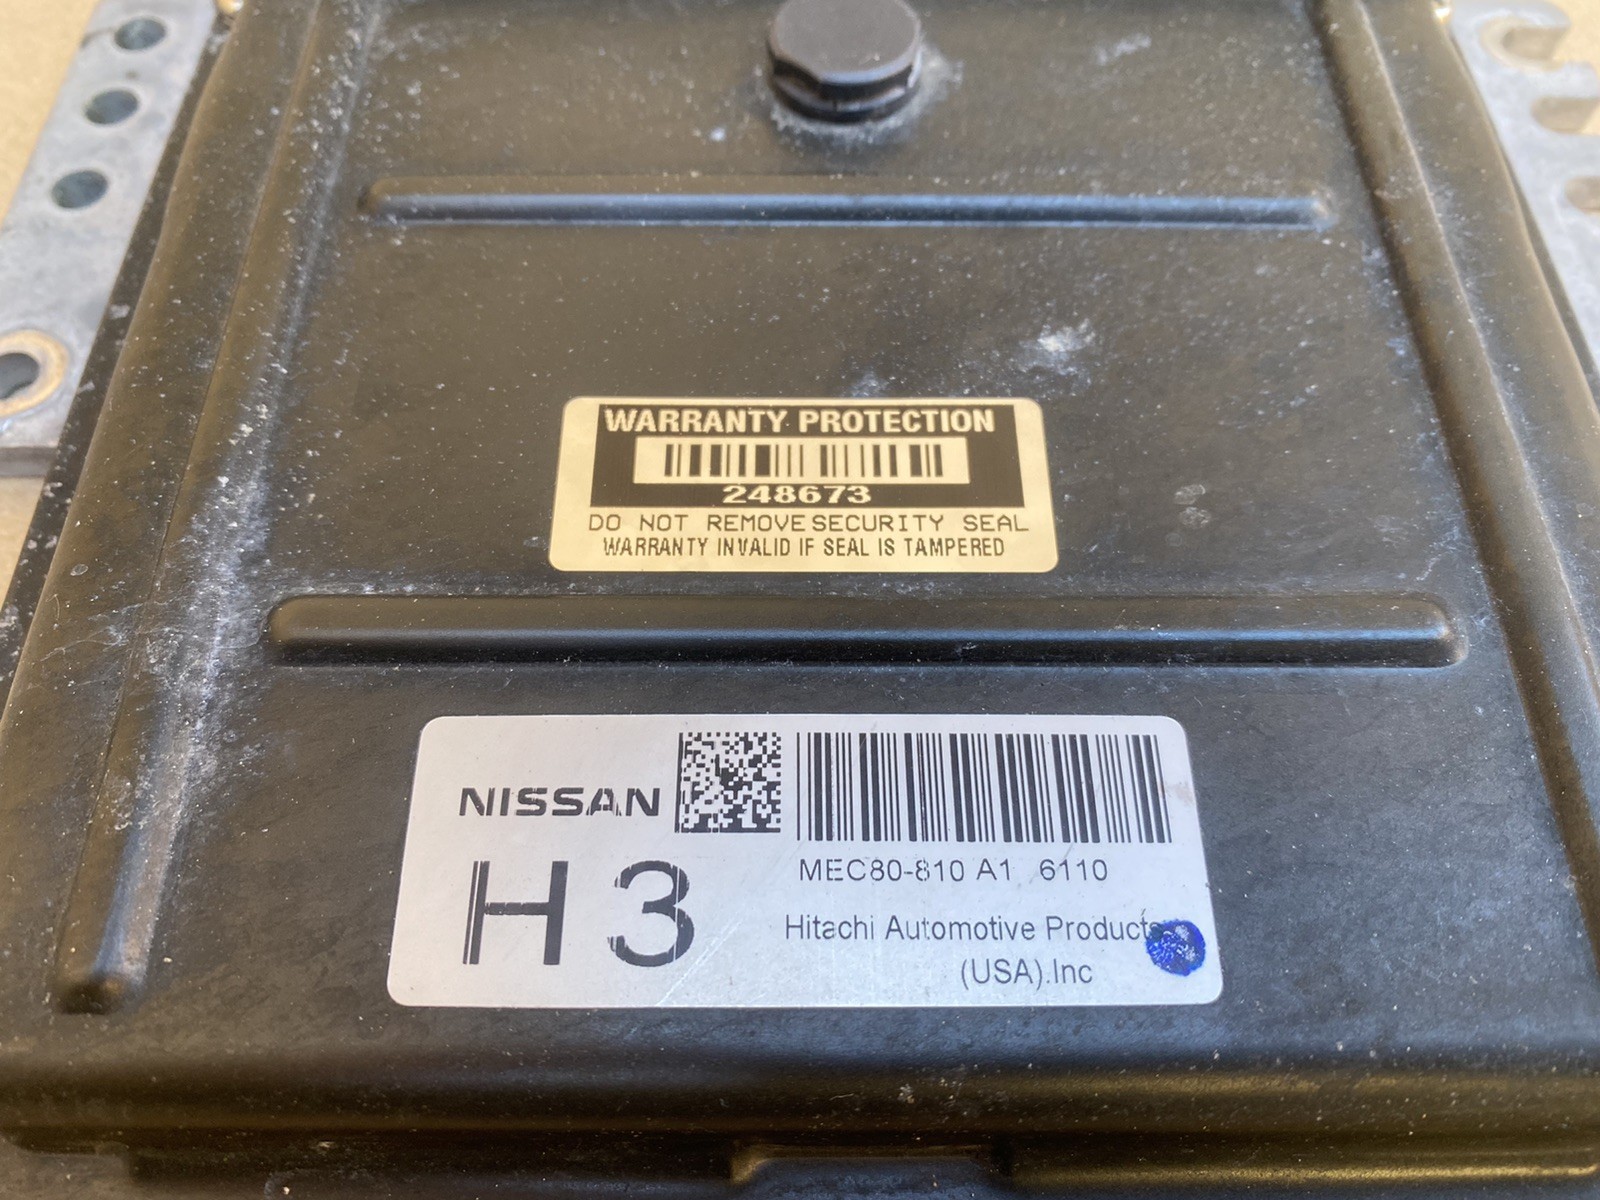 WARRANTY PROTECTION
248673
DO NOT REMOVE SECURITY SEAL
WARRANTY INVALID IF SEAL IS TAMPERED
NISSAN
H3
MEC80-810 A1 6110
Hitachi Automotive Products
(USA).Inc